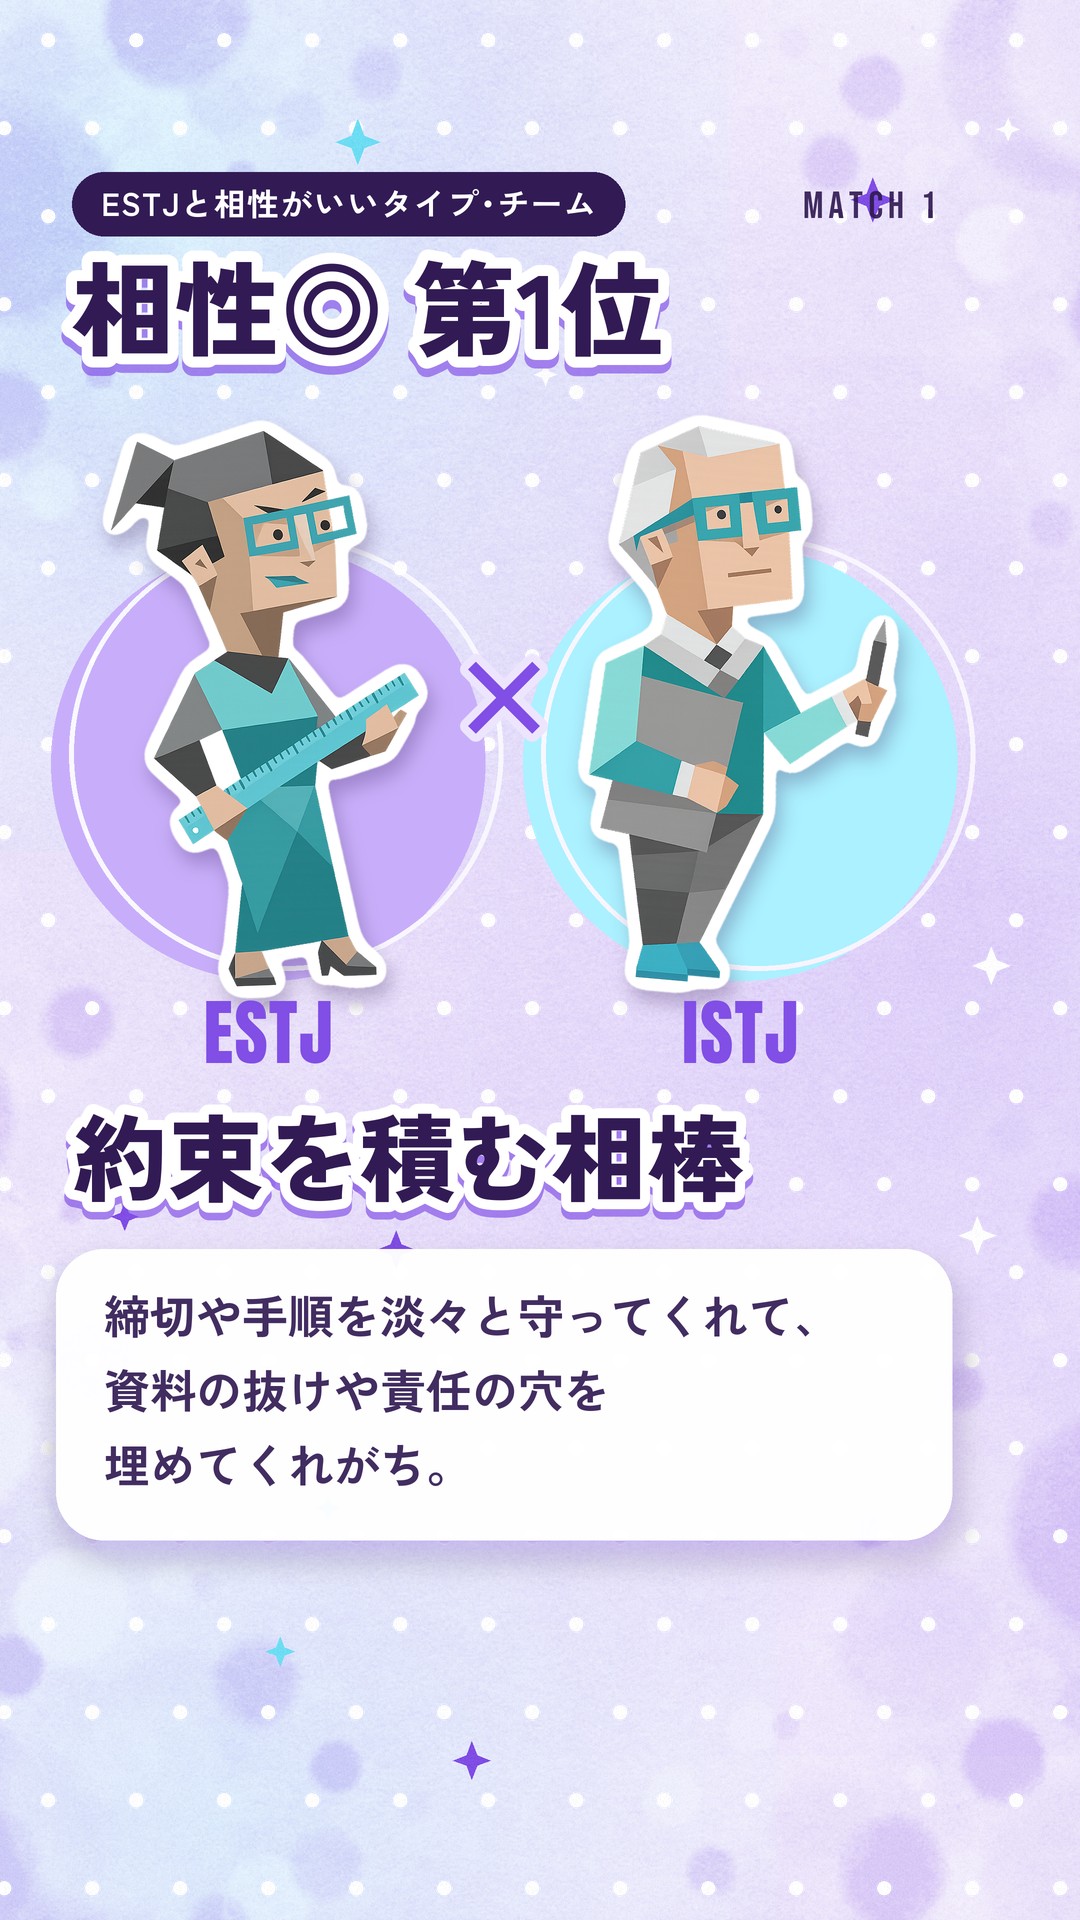 ESTJと相性がいいタイプ・チーム
MATCH 1
相性◎ 第1位
ESTJ
×
ISTJ
約束を積む相棒
締切や手順を淡々と守ってくれて、
資料の抜けや責任の穴を
埋めてくれがち。